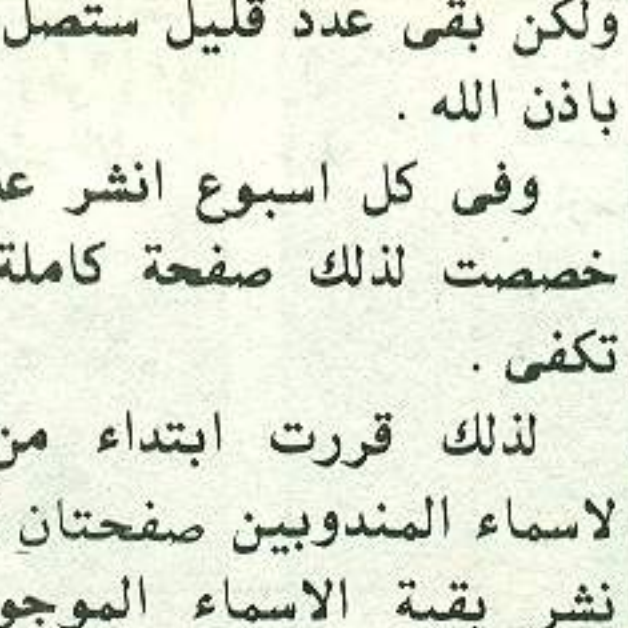 ولكن بقى عدد قليل ستصل
باذن الله .
وفى كل اسبوع انشر
خصصت لذلك صفحة كاملة
تكفى .
لذلك قررت ابتداء من
لاسماء المندوبين صفحتان
نشر بقية الاسماء